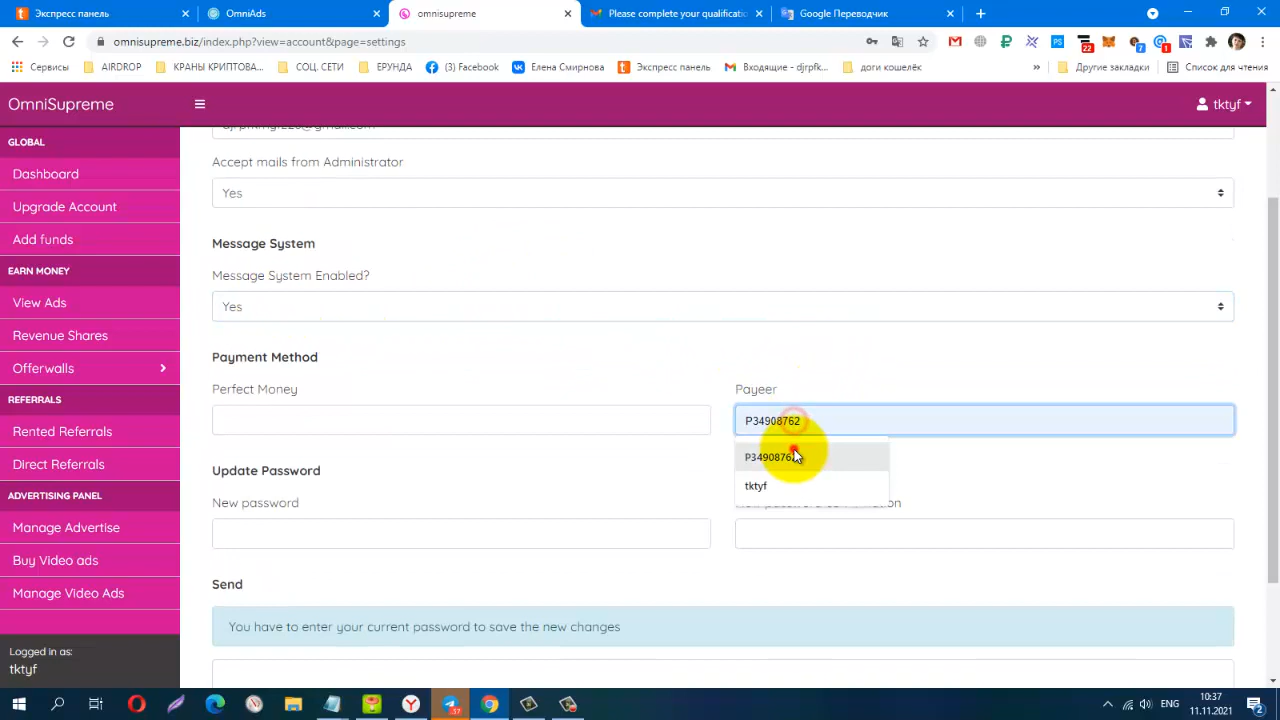 Экспресс панель
OmniAds
omnisupreme
Please complete your qualificatio
Google Переводчик
omnisupreme.biz/index.php?view=account&page=settings
Сервисы
AIRDROP
КРАНЫ КРИПТОВА...
СОЦ. СЕТИ
ЕРУНДА
(3) Facebook
Елена Смирнова
Экспресс панель
Входящие - djrpfk...
доги кошелёк
»
Другие закладки
Список для чтения
OmniSupreme
tktyf
GLOBAL
Dashboard
Upgrade Account
Add funds
EARN MONEY
View Ads
Revenue Shares
Offerwalls
REFERRALS
Rented Referrals
Direct Referrals
ADVERTISING PANEL
Manage Advertise
Buy Video ads
Manage Video Ads
Logged in as:
tktyf
Accept mails from Administrator
Yes
Message System
Message System Enabled?
Yes
Payment Method
Perfect Money
Payeer
P34908762
P3490876
tktyf
Update Password
New password
Send
You have to enter your current password to save the new changes
ENG
10:37
11.11.2021